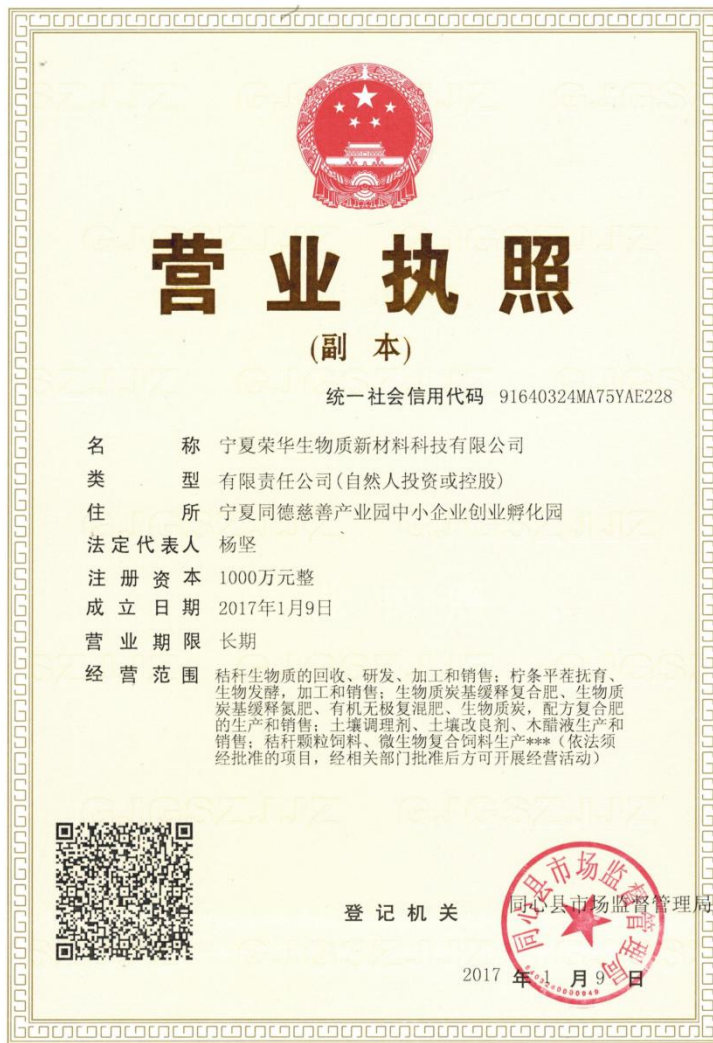 营业执照
(副 本)
统一社会信用代码 91640324MA75YAE228
名称 宁夏荣华生物质新材料科技有限公司
类型 有限责任公司(自然人投资或控股)
住所 宁夏同德慈善产业园中小企业创业孵化园
法定代表人 杨坚
注册资本 1000万元整
成立日期 2017年1月9日
营业期限 长期
经营范围 秸秆生物质的回收、研发、加工和销售；柠条平茬抚育、
生物发酵，加工和销售；生物质炭基缓释复合肥、生物质
炭基缓释氮肥、有机无极复混肥、生物质炭，配方复合肥
的生产和销售；土壤调理剂、土壤改良剂、木醋液生产和
销售；秸秆颗粒饲料、微生物复合饲料生产***（依法须
经批准的项目，经相关部门批准后方可开展经营活动）
登记机关 同心县市场监督管理局
同心县市场监督管理局
2017 年 1 月 9 日